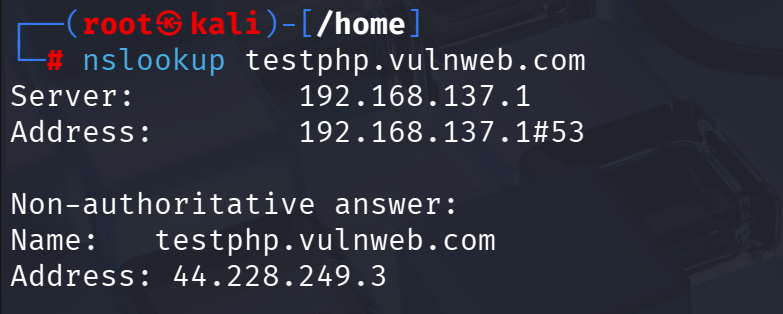 ┌──(root㉿kali)-[/home]
└─# nslookup testphp.vulnweb.com
Server:         192.168.137.1
Address:        192.168.137.1#53

Non-authoritative answer:
Name:   testphp.vulnweb.com
Address: 44.228.249.3